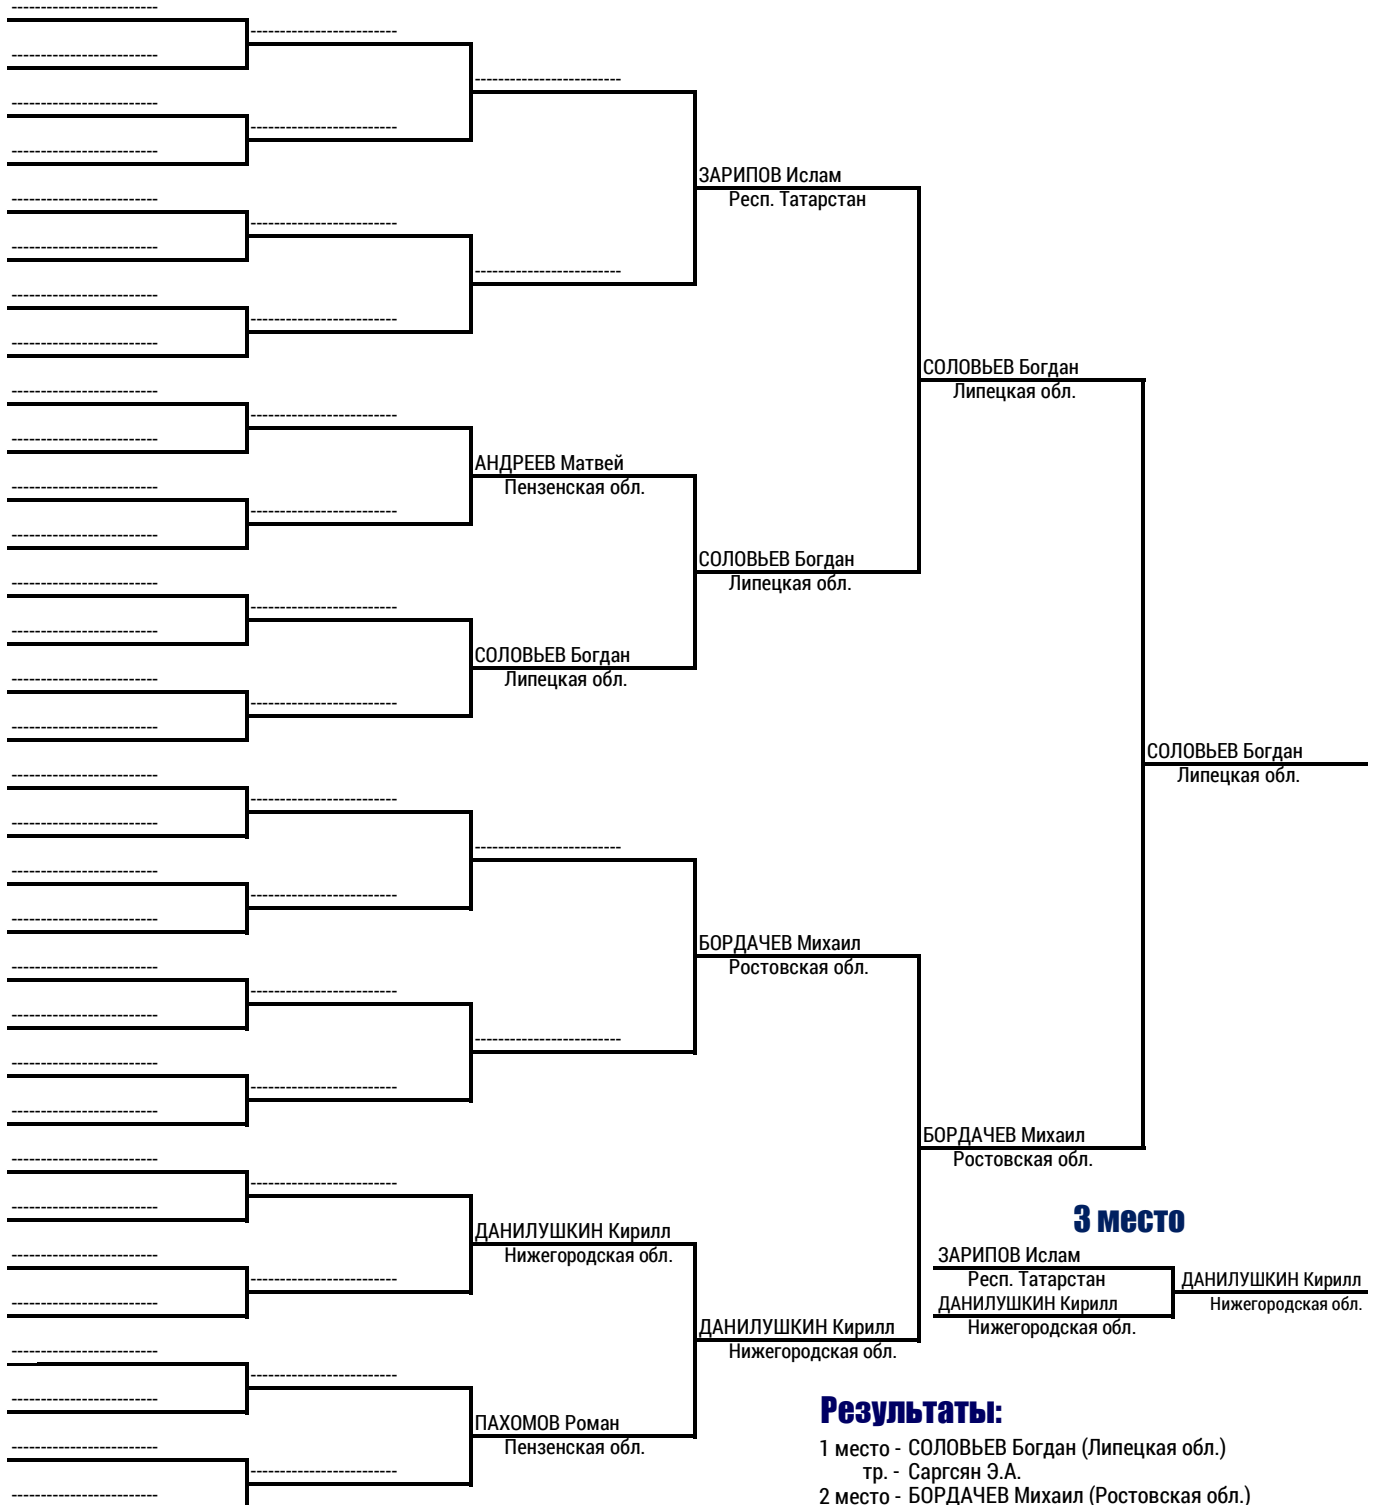 ЗАРИПОВ Ислам
Респ. Татарстан
СОЛОВЬЕВ Богдан
Липецкая обл.
АНДРЕЕВ Матвей
Пензенская обл.
СОЛОВЬЕВ Богдан
Липецкая обл.
СОЛОВЬЕВ Богдан
Липецкая обл.
СОЛОВЬЕВ Богдан
Липецкая обл.
БОРДАЧЕВ Михаил
Ростовская обл.
БОРДАЧЕВ Михаил
Ростовская обл.
3 место
ДАНИЛУШКИН Кирилл
Нижегородская обл.
ЗАРИПОВ Ислам
Респ. Татарстан
ДАНИЛУШКИН Кирилл
Нижегородская обл.
ДАНИЛУШКИН Кирилл
Нижегородская обл.
ДАНИЛУШКИН Кирилл
Нижегородская обл.
Результаты:
ПАХОМОВ Роман
Пензенская обл.
1 место - СОЛОВЬЕВ Богдан (Липецкая обл.)
тр. - Саргсян Э.А.
2 место - БОРДАЧЕВ Михаил (Ростовская обл.)